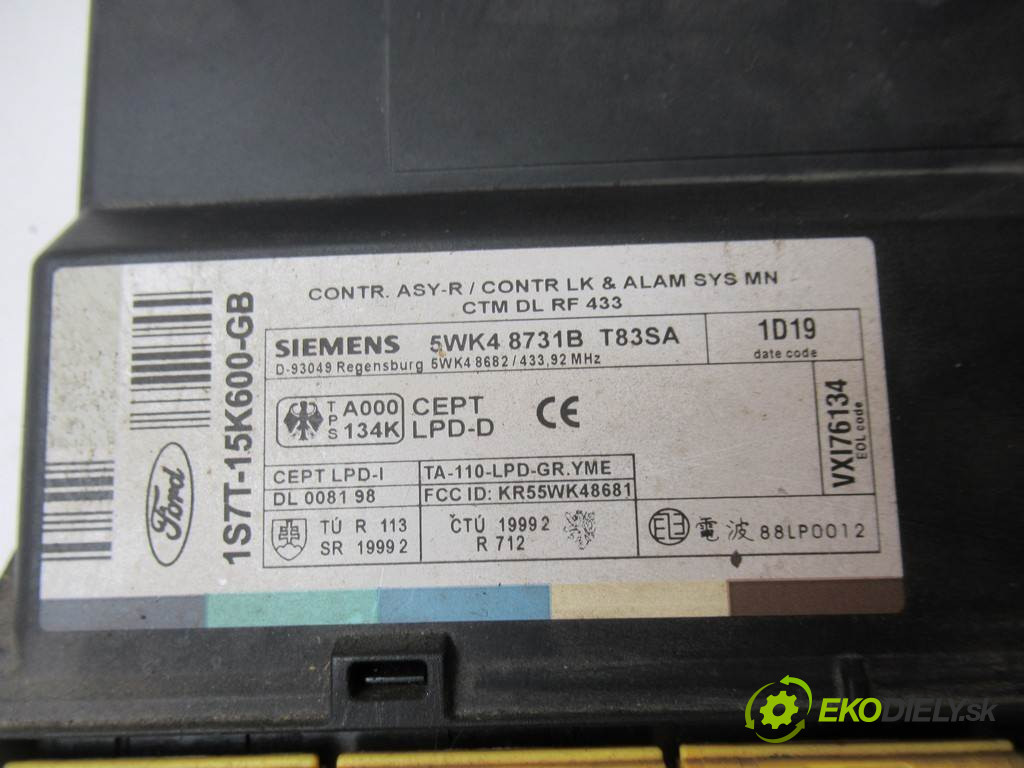 CONTR. ASY-R / CONTR LK & ALAM SYS MN
CTM DL RF 433
SIEMENS 5WK4 8731B T83SA
D-93049 Regensburg 5WK4 8682 / 433,92 MHz
1D19
date code
TPS A000
134K
CEPT
LPD-D
CE
VXI76134
EOL code
CEPT LPD-I
DL 0081 98
TA-110-LPD-GR.YME
FCC ID: KR55WK48681
TÚ R 113
SR 1999 2
ČTÚ 1999 2
R 712
電波 88LP0012
Ford
1S7T-15K600-GB
EKODIELY.sk